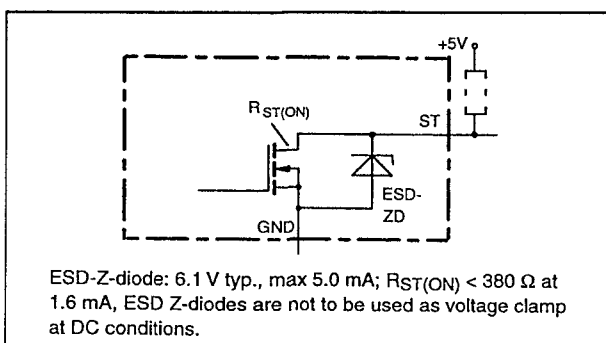 +5V
R ST(ON)
ST
ESD-
ZD
GND
ESD-Z-diode: 6.1 V typ., max 5.0 mA; RST(ON) < 380 Ω at
1.6 mA, ESD Z-diodes are not to be used as voltage clamp
at DC conditions.